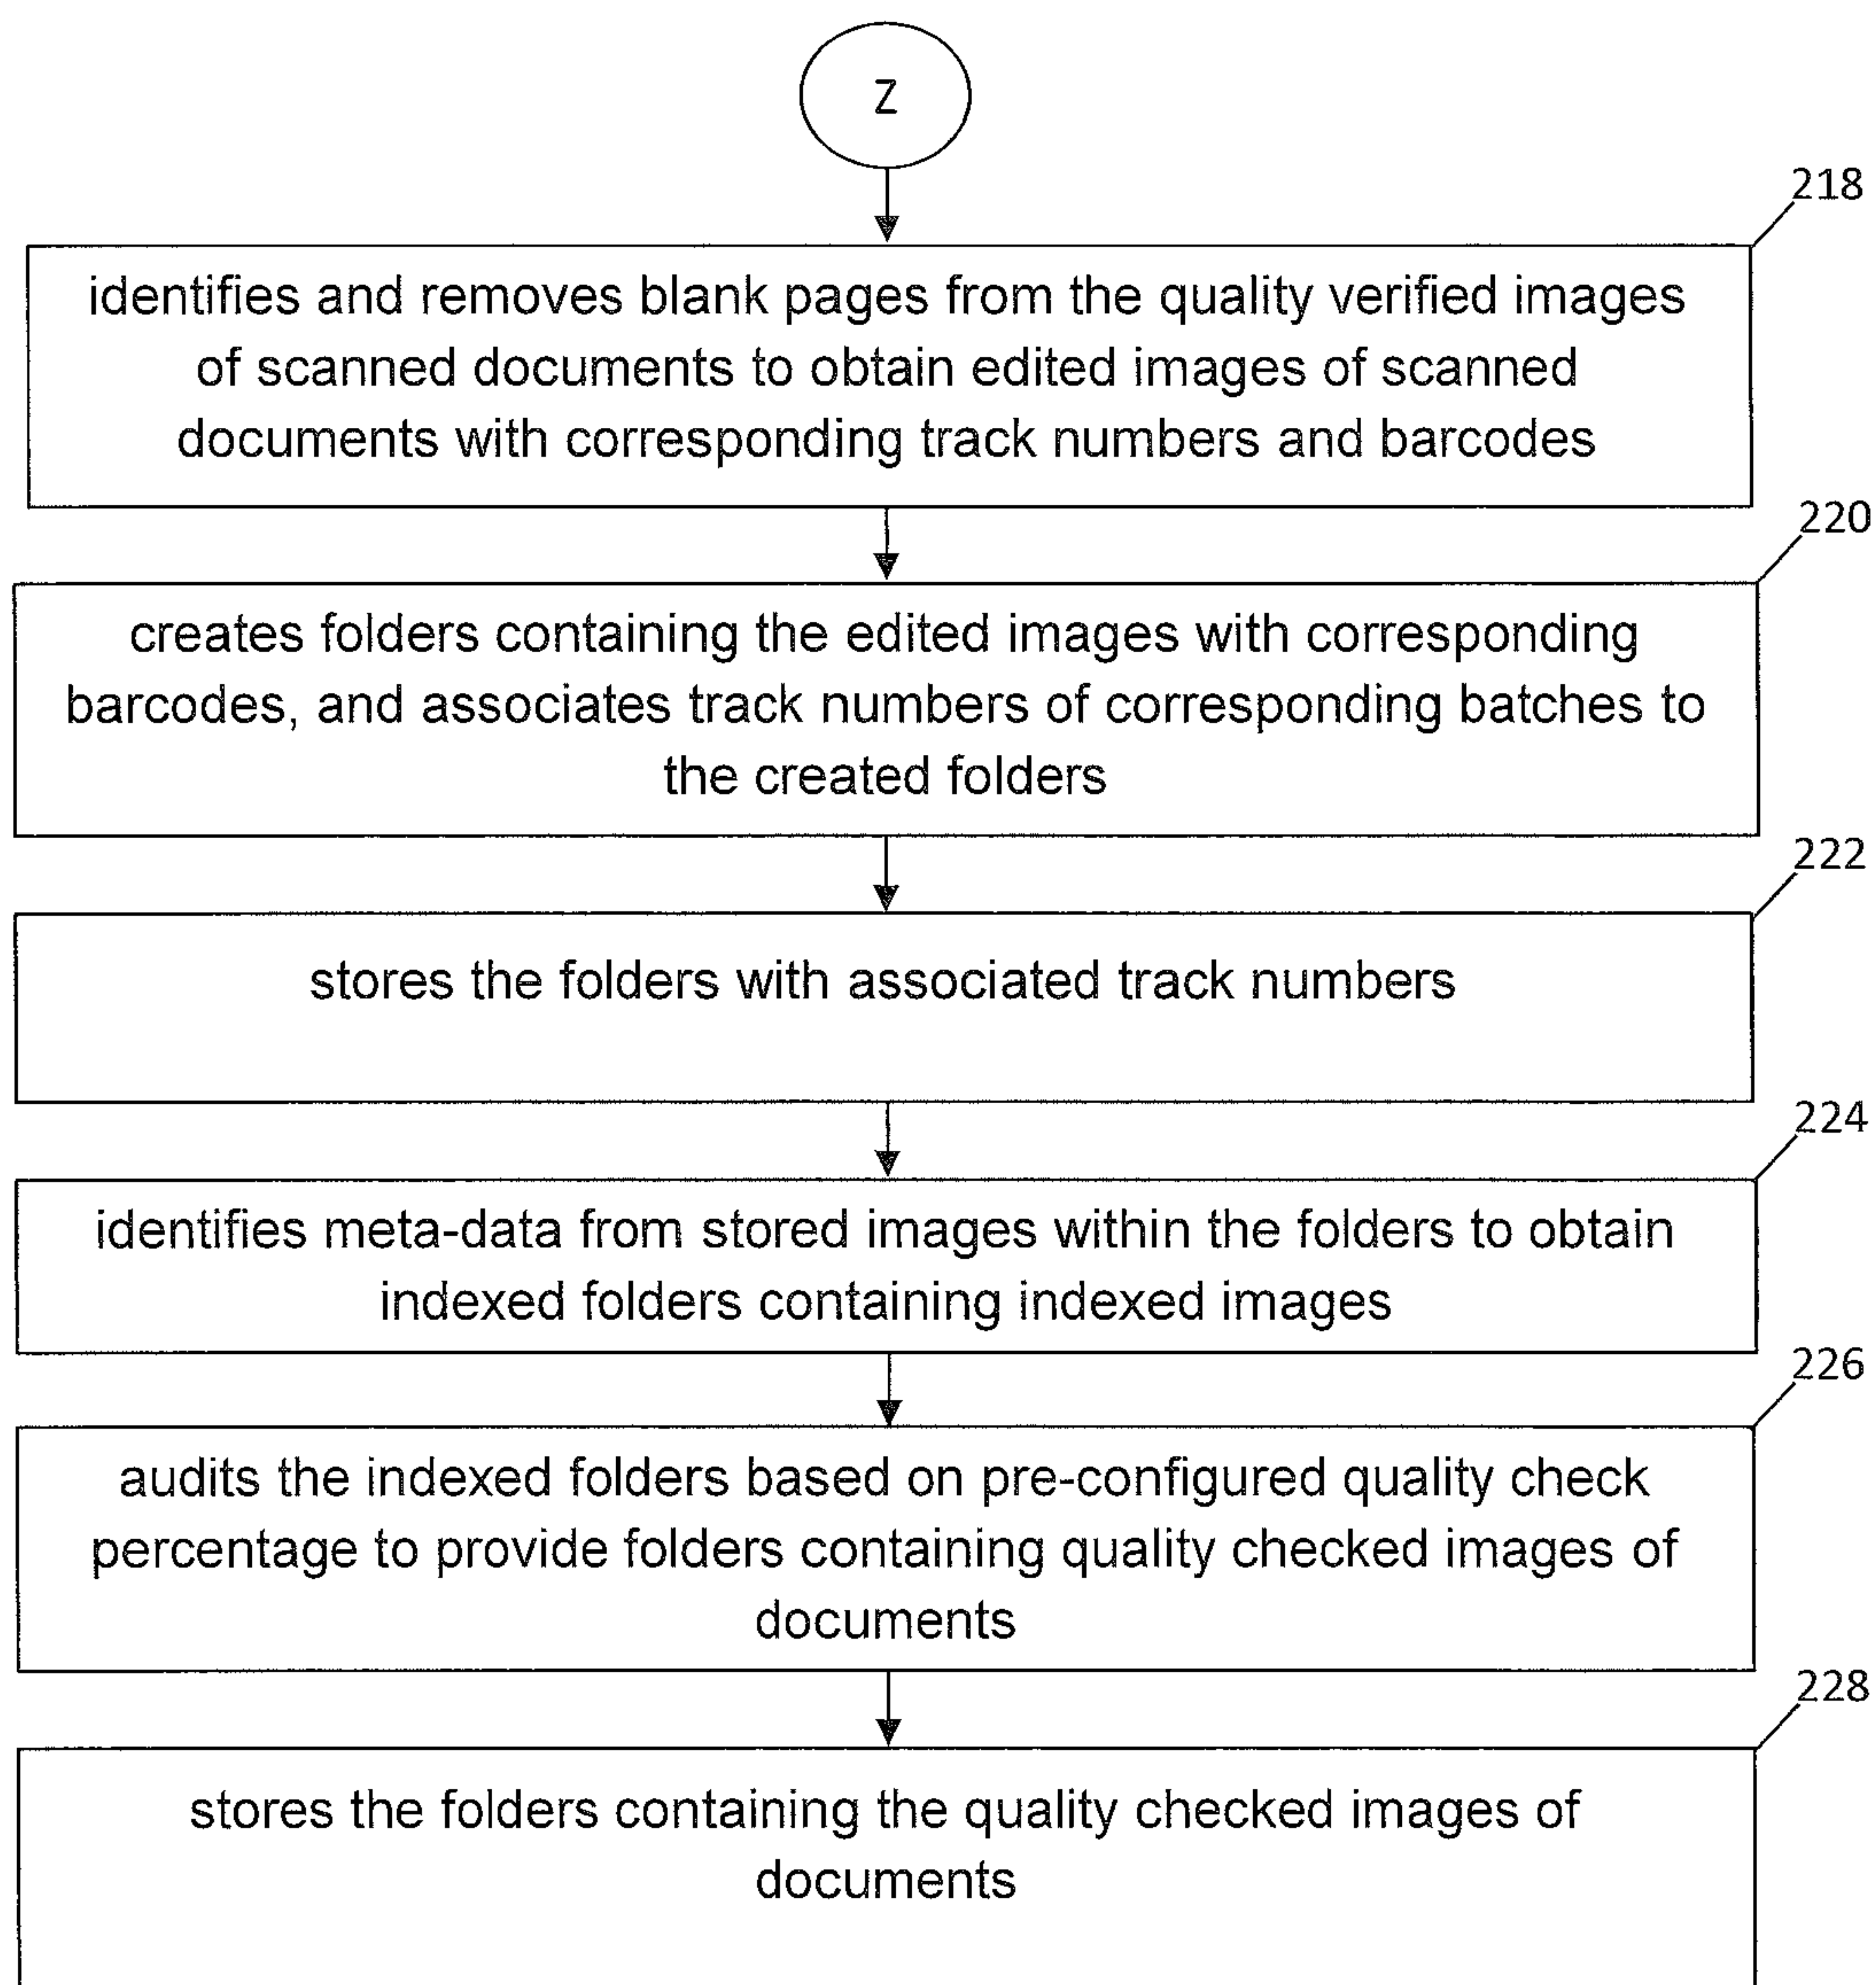 Z
218
identifies and removes blank pages from the quality verified images
of scanned documents to obtain edited images of scanned
documents with corresponding track numbers and barcodes
220
creates folders containing the edited images with corresponding
barcodes, and associates track numbers of corresponding batches to
the created folders
222
stores the folders with associated track numbers
224
identifies meta-data from stored images within the folders to obtain
indexed folders containing indexed images
226
audits the indexed folders based on pre-configured quality check
percentage to provide folders containing quality checked images of
documents
228
stores the folders containing the quality checked images of
documents